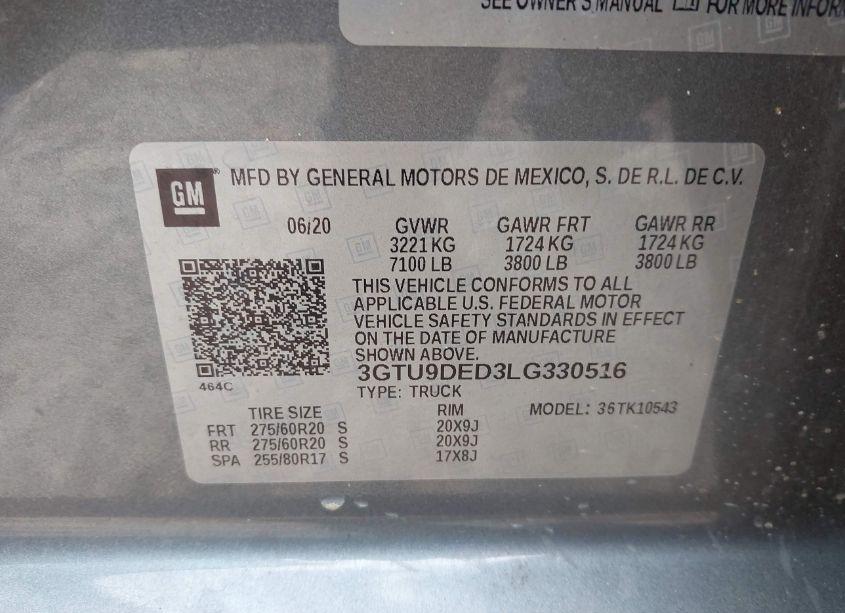 SEE OWNER'S MANUAL FOR MORE INFORM
GM
MFD BY GENERAL MOTORS DE MEXICO, S. DE R.L. DE C.V.
06/20 GVWR GAWR FRT GAWR RR
3221 KG 1724 KG 1724 KG
7100 LB 3800 LB 3800 LB
THIS VEHICLE CONFORMS TO ALL
APPLICABLE U.S. FEDERAL MOTOR
VEHICLE SAFETY STANDARDS IN EFFECT
ON THE DATE OF MANUFACTURE
SHOWN ABOVE.
464C
3GTU9DED3LG330516
TYPE: TRUCK
TIRE SIZE RIM MODEL: 36TK10543
FRT 275/60R20 S 20X9J
RR 275/60R20 S 20X9J
SPA 255/80R17 S 17X8J